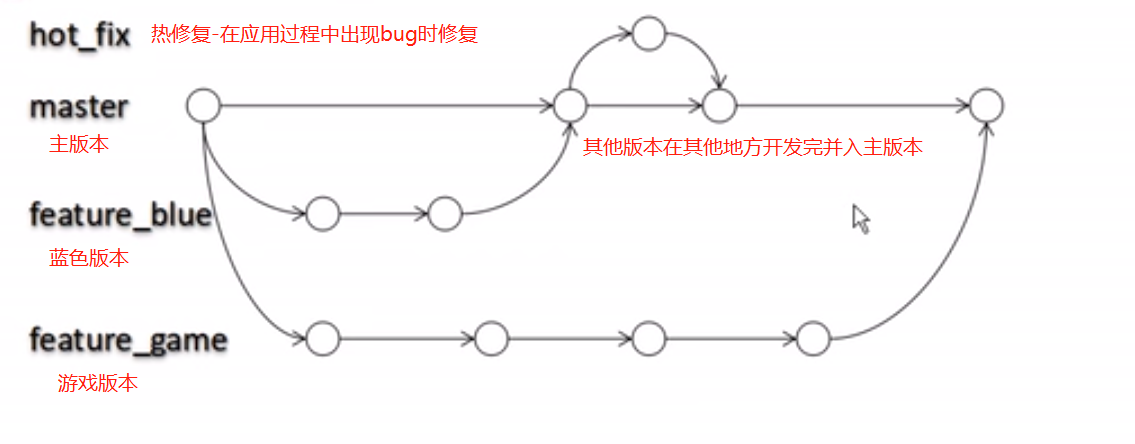 hot_fix 热修复-在应用过程中出现bug时修复
master
主版本
其他版本在其他地方开发完并入主版本
feature_blue
蓝色版本
feature_game
游戏版本